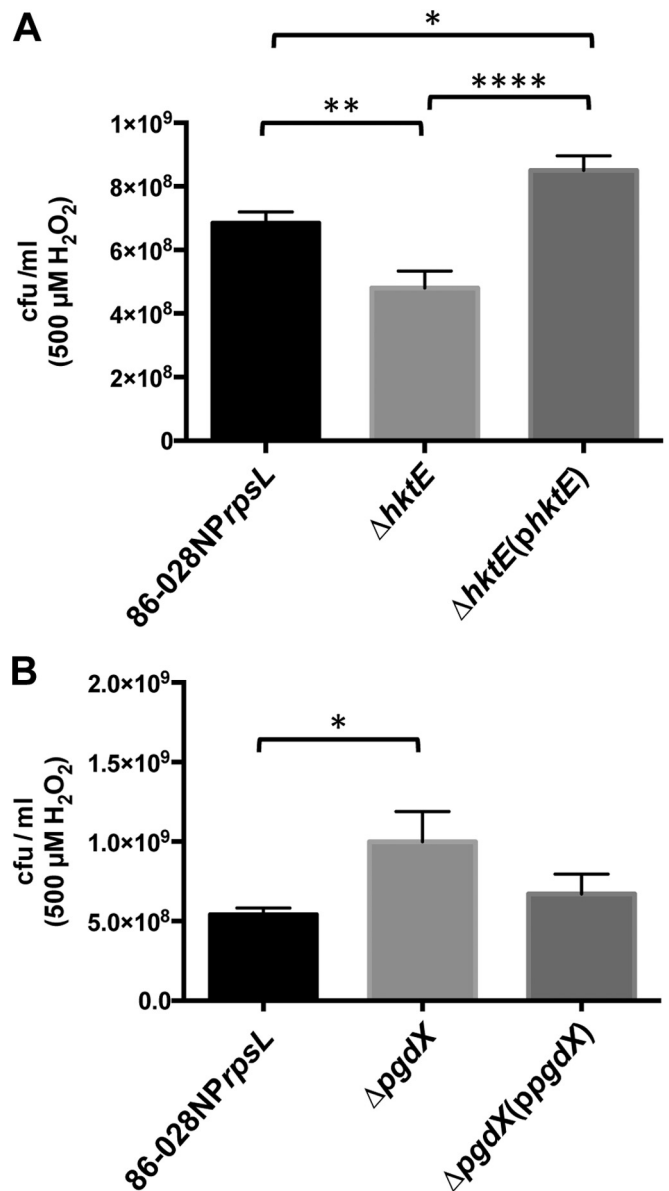 A
*
**
****
1×10⁹
8×10⁸
6×10⁸
4×10⁸
2×10⁸
0
cfu /ml
(500 µM H₂O₂)
86-028NPrpsL
ΔhktE
ΔhktE(phktE)
B
*
2.0×10⁹
1.5×10⁹
1.0×10⁹
5.0×10⁸
0.0
cfu / ml
(500 µM H₂O₂)
86-028NPrpsL
ΔpgdX
ΔpgdX(ppgdX)